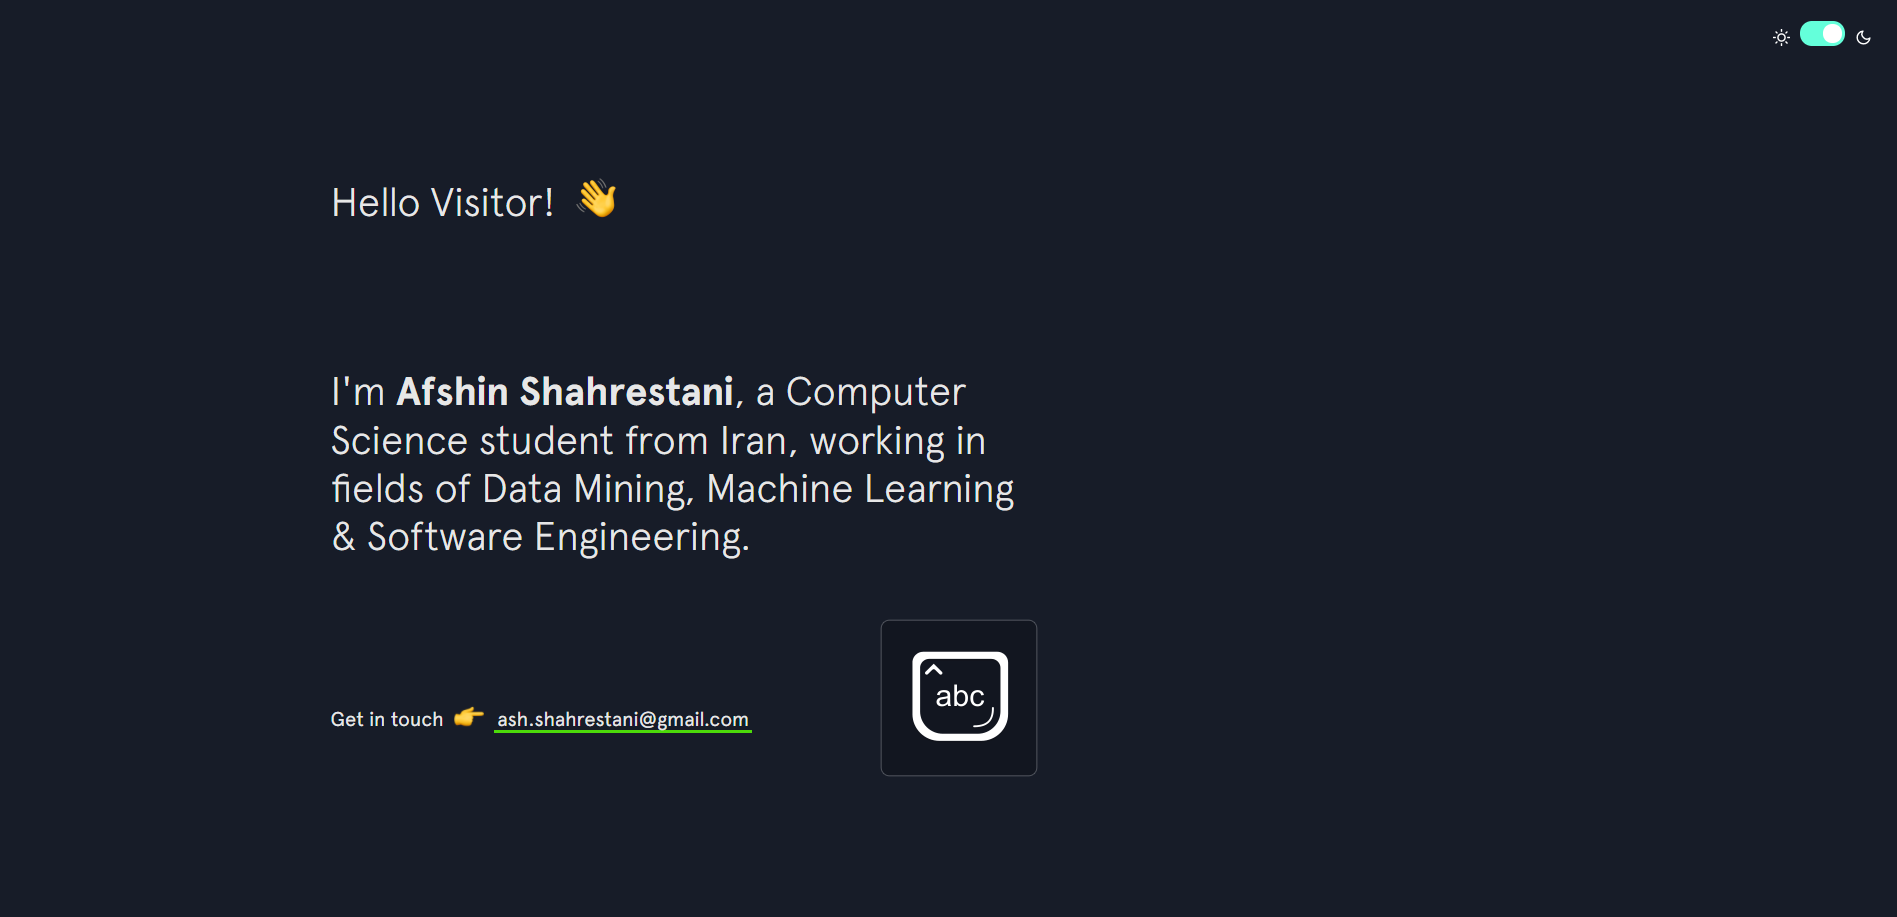 Hello Visitor! 👋
I'm Afshin Shahrestani, a Computer
Science student from Iran, working in
fields of Data Mining, Machine Learning
& Software Engineering.
Get in touch 👉 ash.shahrestani@gmail.com
abc